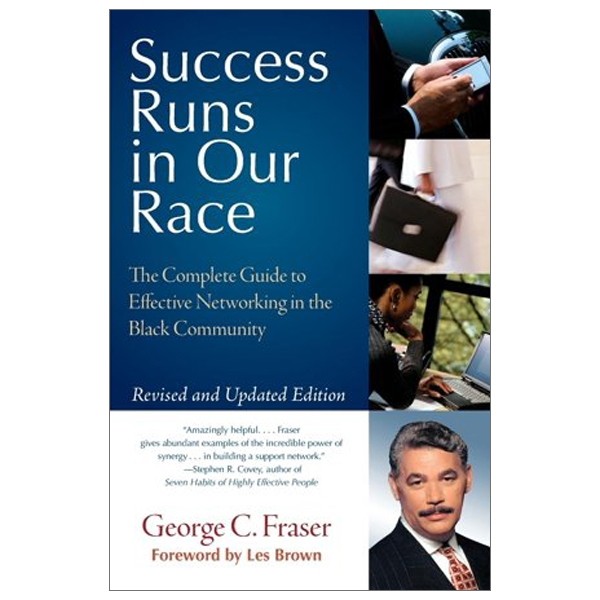 Success
Runs
in Our
Race
The Complete Guide to
Effective Networking in the
Black Community
Revised and Updated Edition
“Amazingly helpful. . . . Fraser
gives abundant examples of the incredible power of
synergy . . . in building a support network.”
—Stephen R. Covey, author of
Seven Habits of Highly Effective People
George C. Fraser
Foreword by Les Brown